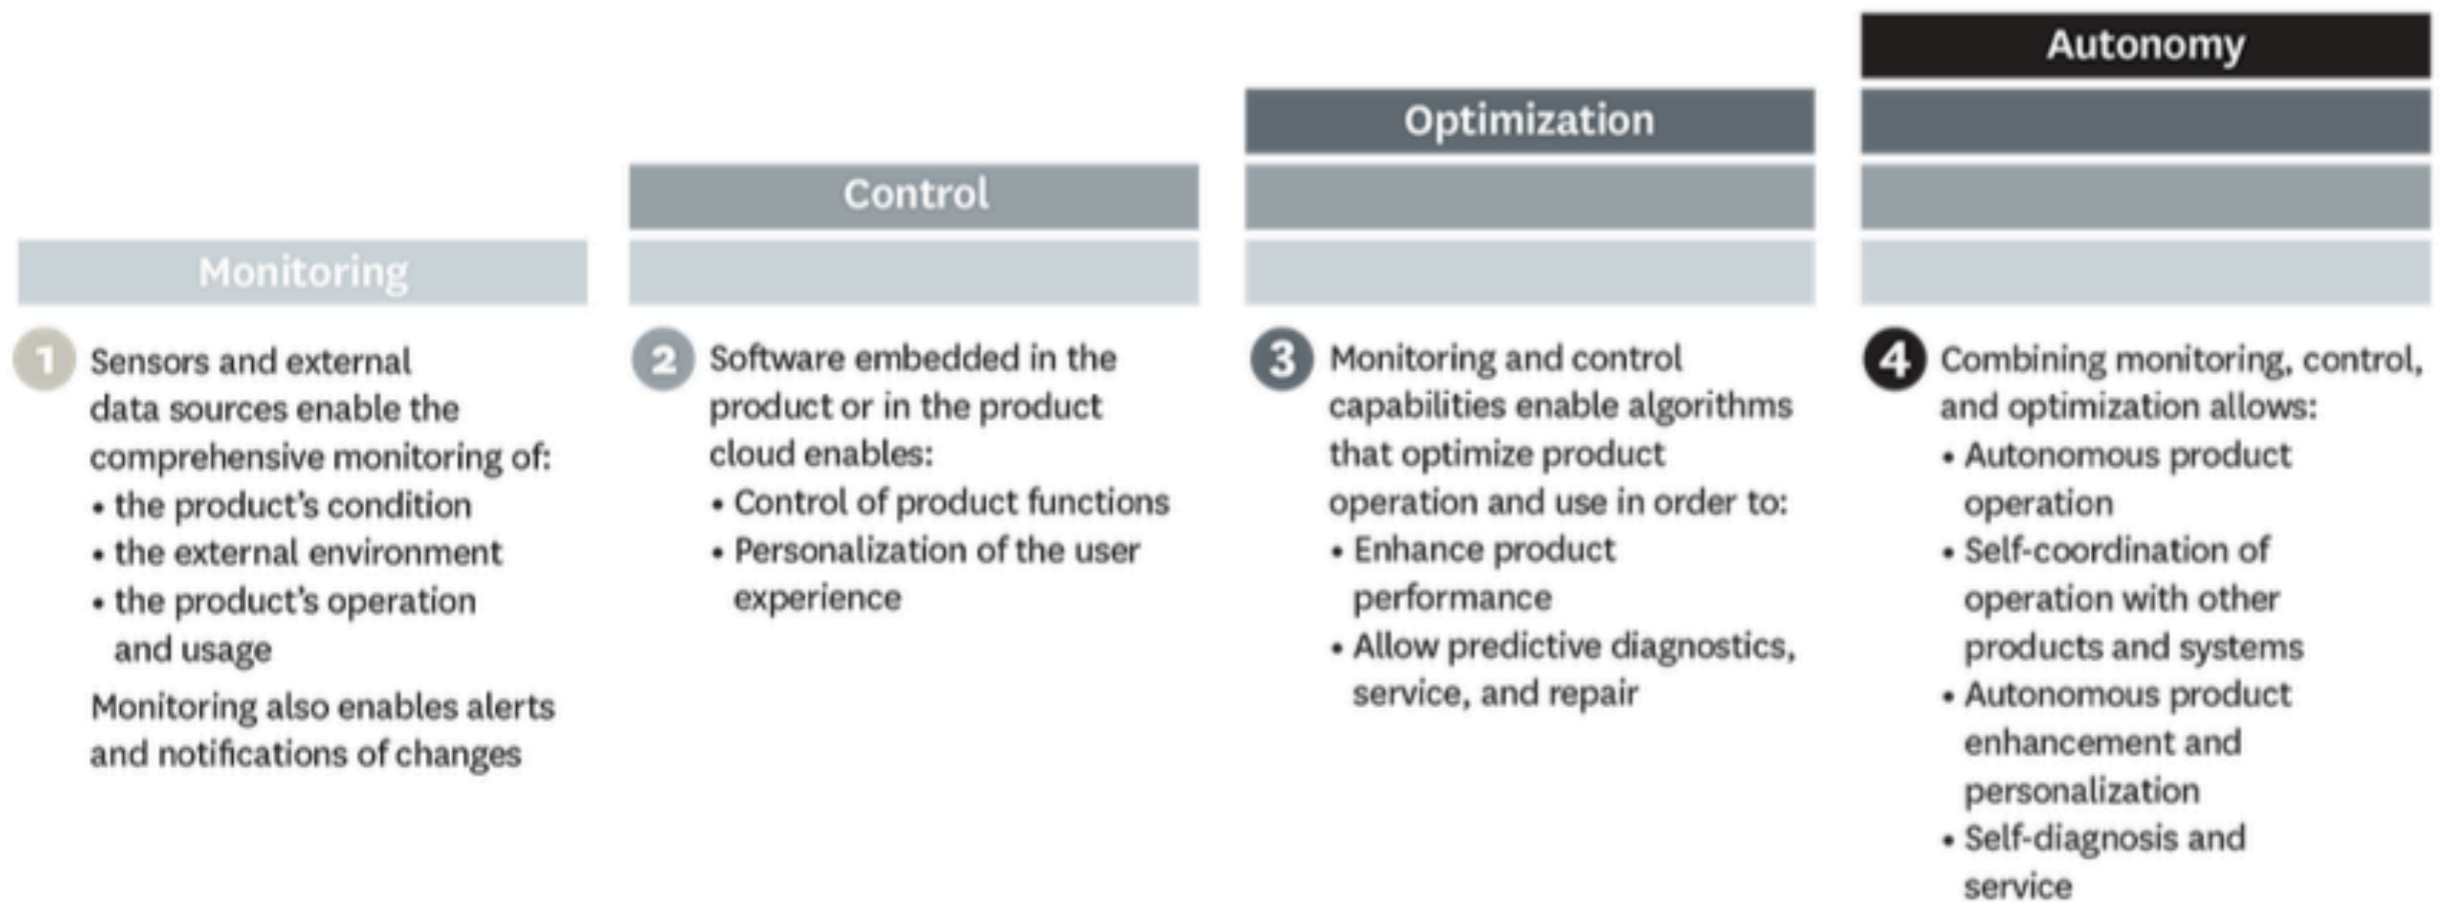 Monitoring
1 Sensors and external
data sources enable the
comprehensive monitoring of:
• the product's condition
• the external environment
• the product's operation
and usage
Monitoring also enables alerts
and notifications of changes
Control
2 Software embedded in the
product or in the product
cloud enables:
• Control of product functions
• Personalization of the user
experience
Optimization
3 Monitoring and control
capabilities enable algorithms
that optimize product
operation and use in order to:
• Enhance product
performance
• Allow predictive diagnostics,
service, and repair
Autonomy
4 Combining monitoring, control,
and optimization allows:
• Autonomous product
operation
• Self-coordination of
operation with other
products and systems
• Autonomous product
enhancement and
personalization
• Self-diagnosis and
service